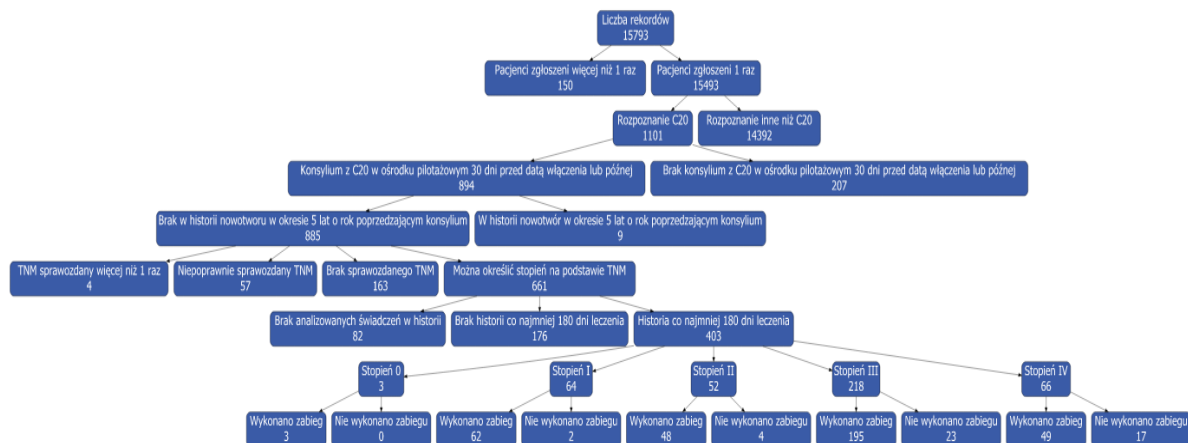 Liczba rekordów
15793
Pacjenci zgłoszeni więcej niż 1 raz
150
Pacjenci zgłoszeni 1 raz
15493
Rozpoznanie C20
1101
Rozpoznanie inne niż C20
14392
Konsylium z C20 w ośrodku pilotażowym 30 dni przed datą włączenia lub późnej
894
Brak konsylium z C20 w ośrodku pilotażowym 30 dni przed datą włączenia lub późnej
207
Brak w historii nowotworu w okresie 5 lat o rok poprzedzającym konsylium
885
W historii nowotwór w okresie 5 lat o rok poprzedzającym konsylium
9
TNM sprawozdany więcej niż 1 raz
4
Niepoprawnie sprawozdany TNM
57
Brak sprawozdanego TNM
163
Można określić stopień na podstawie TNM
661
Brak analizowanych świadczeń w historii
82
Brak historii co najmniej 180 dni leczenia
176
Historia co najmniej 180 dni leczenia
403
Stopień 0
3
Stopień I
64
Stopień II
52
Stopień III
218
Stopień IV
66
Wykonano zabieg
3
Nie wykonano zabiegu
0
Wykonano zabieg
62
Nie wykonano zabiegu
2
Wykonano zabieg
48
Nie wykonano zabiegu
4
Wykonano zabieg
195
Nie wykonano zabiegu
23
Wykonano zabieg
49
Nie wykonano zabiegu
17